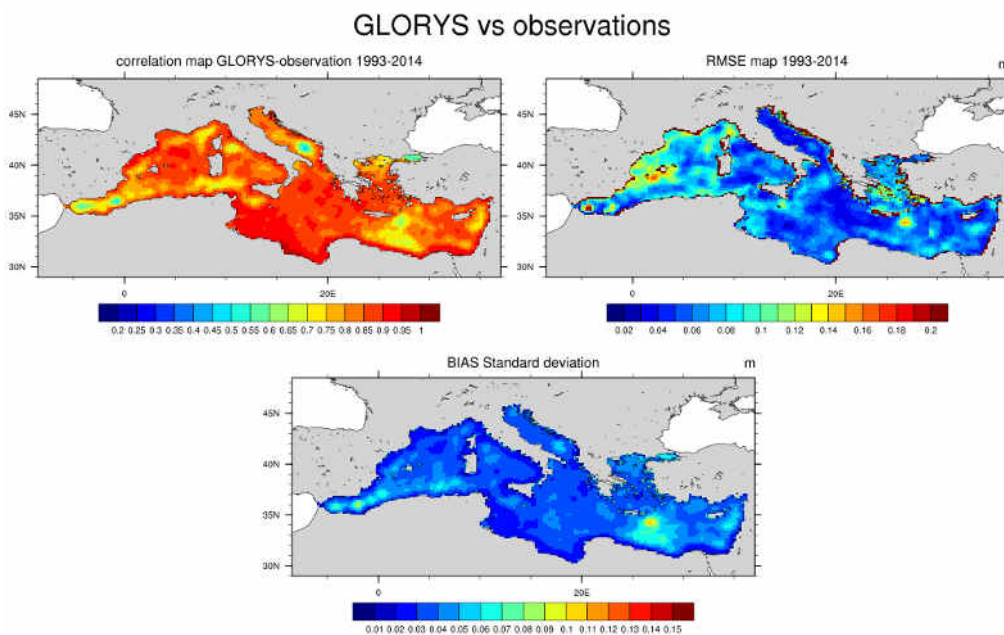 GLORYS vs observations
correlation map GLORYS-observation 1993-2014
45N
40N
35N
30N
0
20E
0.2 0.25 0.3 0.35 0.4 0.45 0.5 0.55 0.6 0.65 0.7 0.75 0.8 0.85 0.9 0.95 1
RMSE map 1993-2014
m
45N
40N
35N
30N
0
20E
0.02 0.04 0.06 0.08 0.1 0.12 0.14 0.16 0.18 0.2
BIAS Standard deviation
m
45N
40N
35N
30N
0
20E
0.01 0.02 0.03 0.04 0.05 0.06 0.07 0.08 0.09 0.1 0.11 0.12 0.13 0.14 0.15